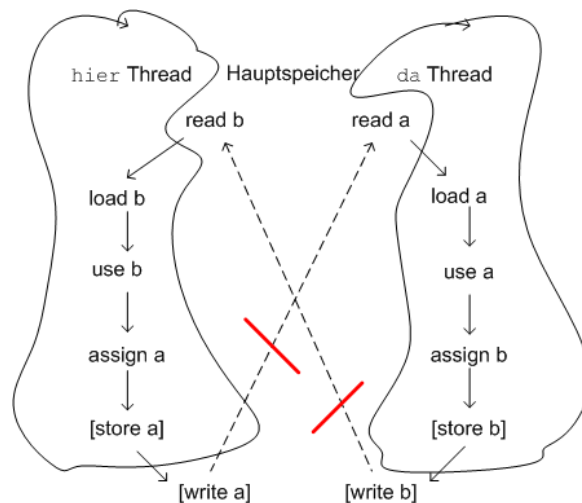 hier Thread Hauptspeicher da Thread
read b read a
load b load a
use b use a
assign a assign b
[store a] [store b]
[write a] [write b]